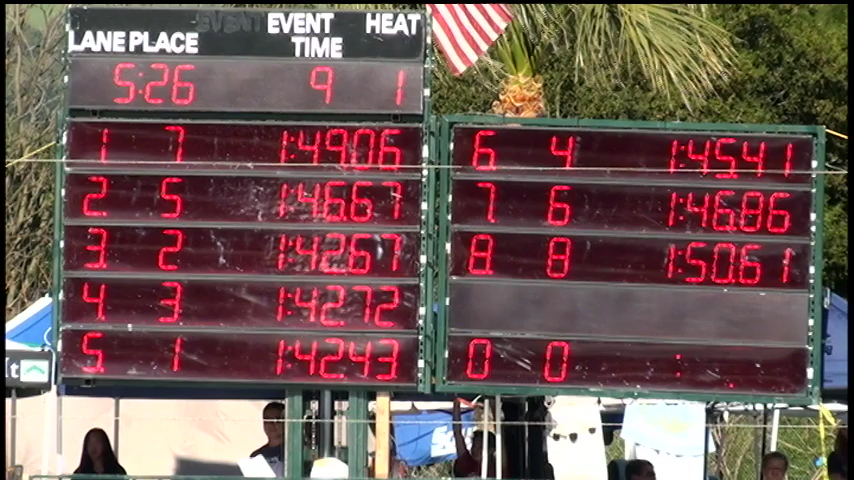 EVENT HEAT
LANE PLACE TIME
5:26 9 1
1 7 1:49.06
2 5 1:46.67
3 2 1:42.67
4 3 1:42.72
5 1 1:42.43
6 4 1:45.41
7 6 1:46.86
8 8 1:50.61
0 0 : .